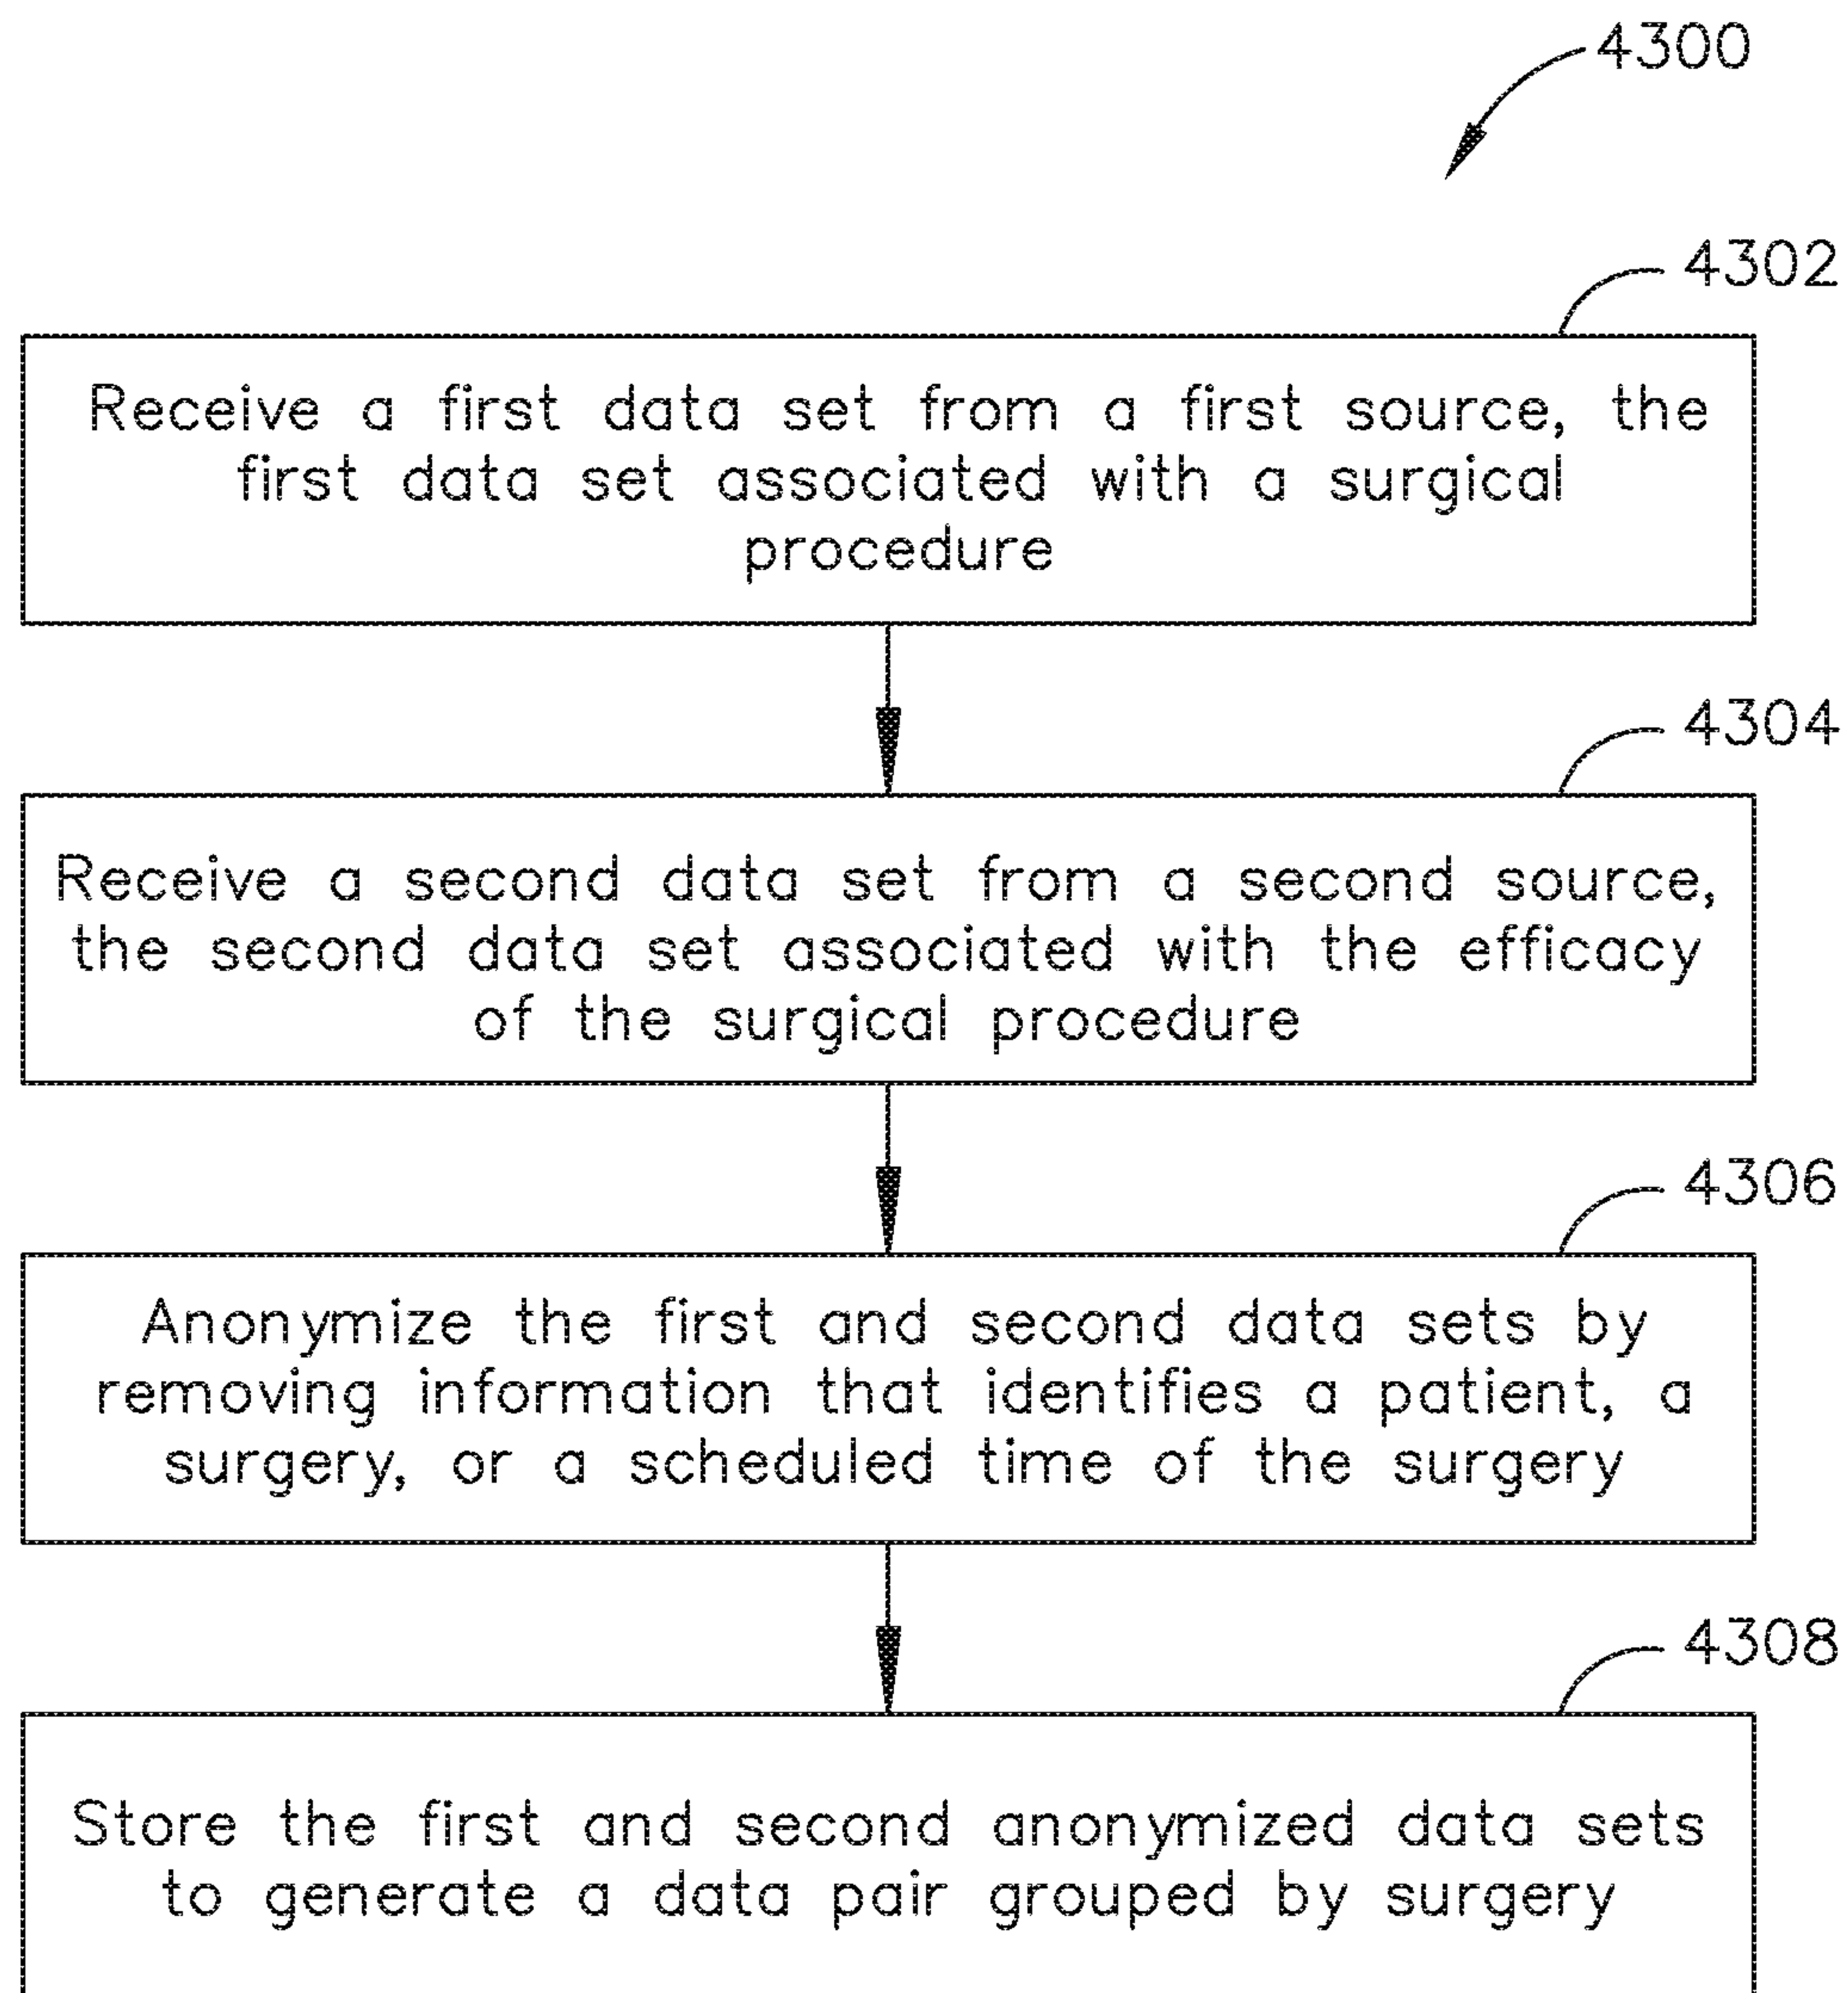 4300
4302
Receive a first data set from a first source, the
first data set associated with a surgical
procedure
4304
Receive a second data set from a second source,
the second data set associated with the efficacy
of the surgical procedure
4306
Anonymize the first and second data sets by
removing information that identifies a patient, a
surgery, or a scheduled time of the surgery
4308
Store the first and second anonymized data sets
to generate a data pair grouped by surgery